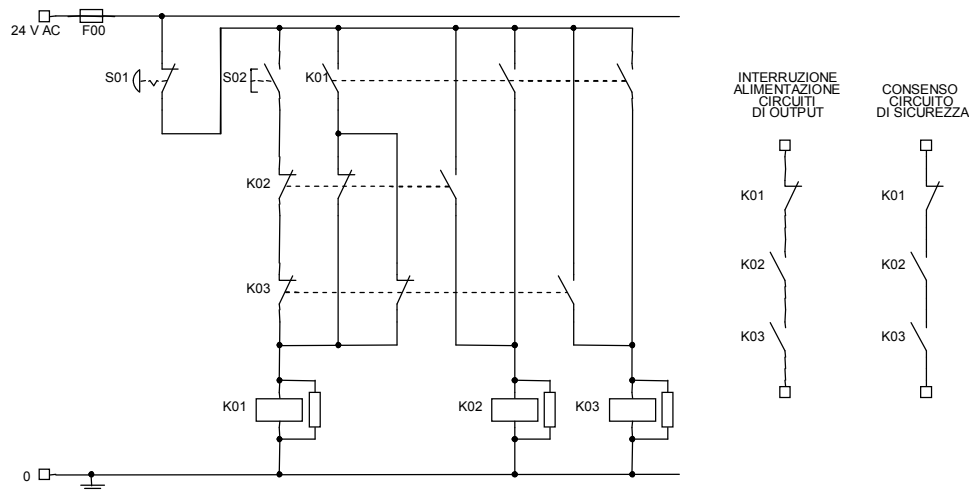 24 V AC
F00
S01
S02
K01
K02
K03
K01
K02
K03
0
INTERRUZIONE
ALIMENTAZIONE
CIRCUITI
DI OUTPUT
K01
K02
K03
CONSENSO
CIRCUITO
DI SICUREZZA
K01
K02
K03